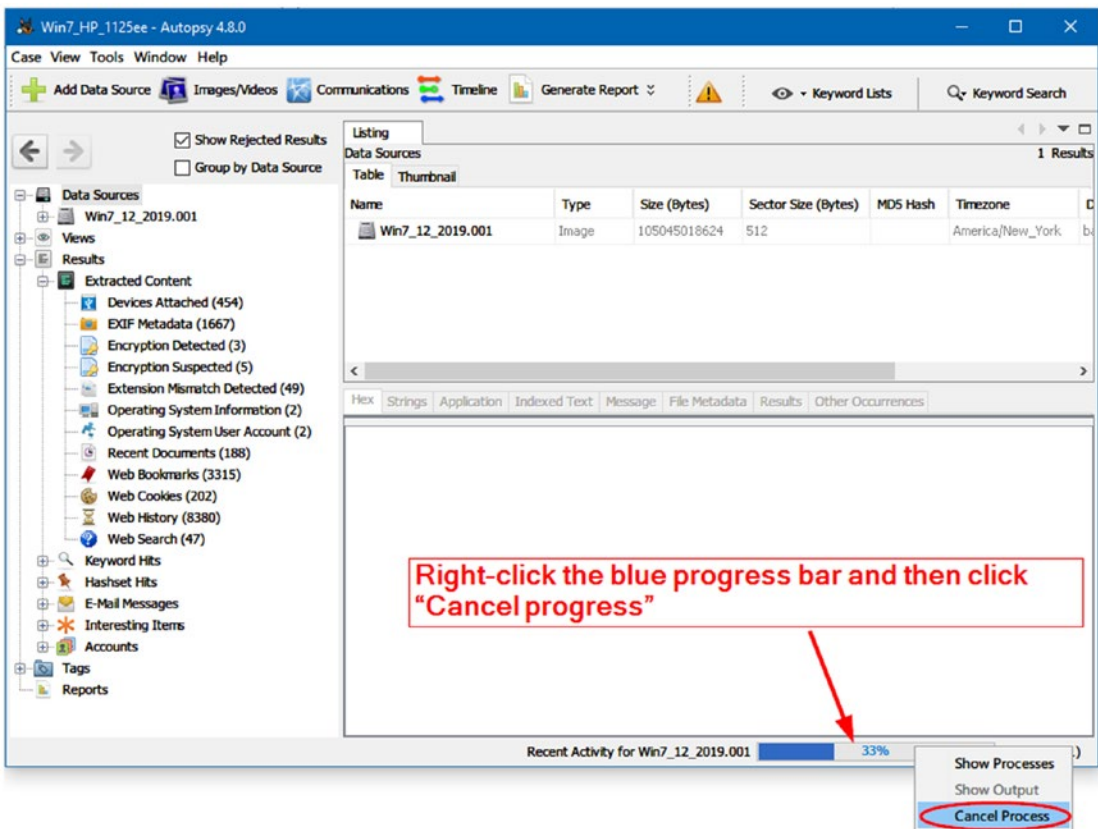 Win7_HP_1125ee - Autopsy 4.8.0
Case View Tools Window Help
Add Data Source Images/Videos Communications Timeline Generate Report Keyword Lists Keyword Search
Show Rejected Results
Group by Data Source
Data Sources
Win7_12_2019.001
Views
Results
Extracted Content
Devices Attached (454)
EXIF Metadata (1667)
Encryption Detected (3)
Encryption Suspected (5)
Extension Mismatch Detected (49)
Operating System Information (2)
Operating System User Account (2)
Recent Documents (188)
Web Bookmarks (3315)
Web Cookies (202)
Web History (8380)
Web Search (47)
Keyword Hits
Hashset Hits
E-Mail Messages
Interesting Items
Accounts
Tags
Reports
Listing
Data Sources 1 Results
Table Thumbnail
Name Type Size (Bytes) Sector Size (Bytes) MD5 Hash Timezone D
Win7_12_2019.001 Image 105045018624 512 America/New_York ba
Hex Strings Application Indexed Text Message File Metadata Results Other Occurrences
Right-click the blue progress bar and then click
“Cancel progress”
Recent Activity for Win7_12_2019.001 33% .)
Show Processes
Show Output
Cancel Process